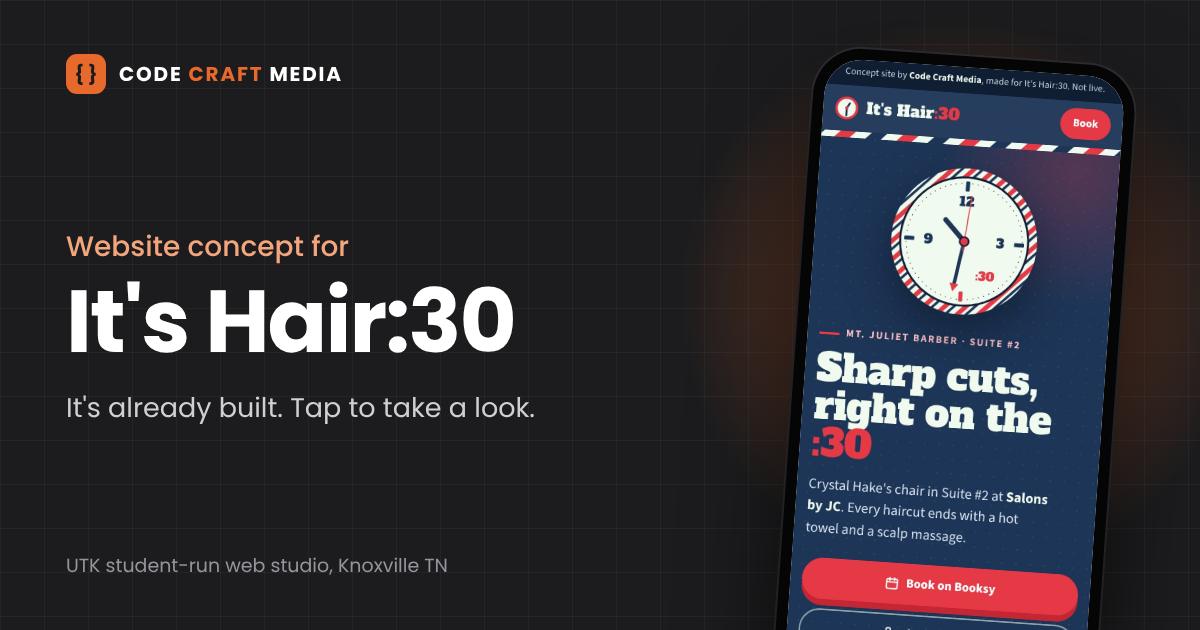 { } CODE CRAFT MEDIA
Website concept for
It's Hair:30
It's already built. Tap to take a look.
UTK student-run web studio, Knoxville TN
Concept site by Code Craft Media, made for It's Hair:30. Not live.
It's Hair:30
Book
12
9
3
:30
MT. JULIET BARBER · SUITE #2
Sharp cuts,
right on the
:30
Crystal Hake's chair in Suite #2 at Salons
by JC. Every haircut ends with a hot
towel and a scalp massage.
Book on Booksy